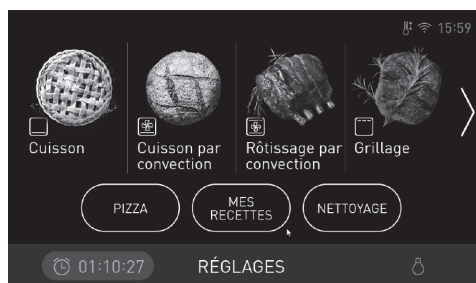 15:59
Cuisson
Cuisson par
convection
Rôtissage par
convection
Grillage
PIZZA
MES
RECETTES
NETTOYAGE
01:10:27
RÉGLAGES